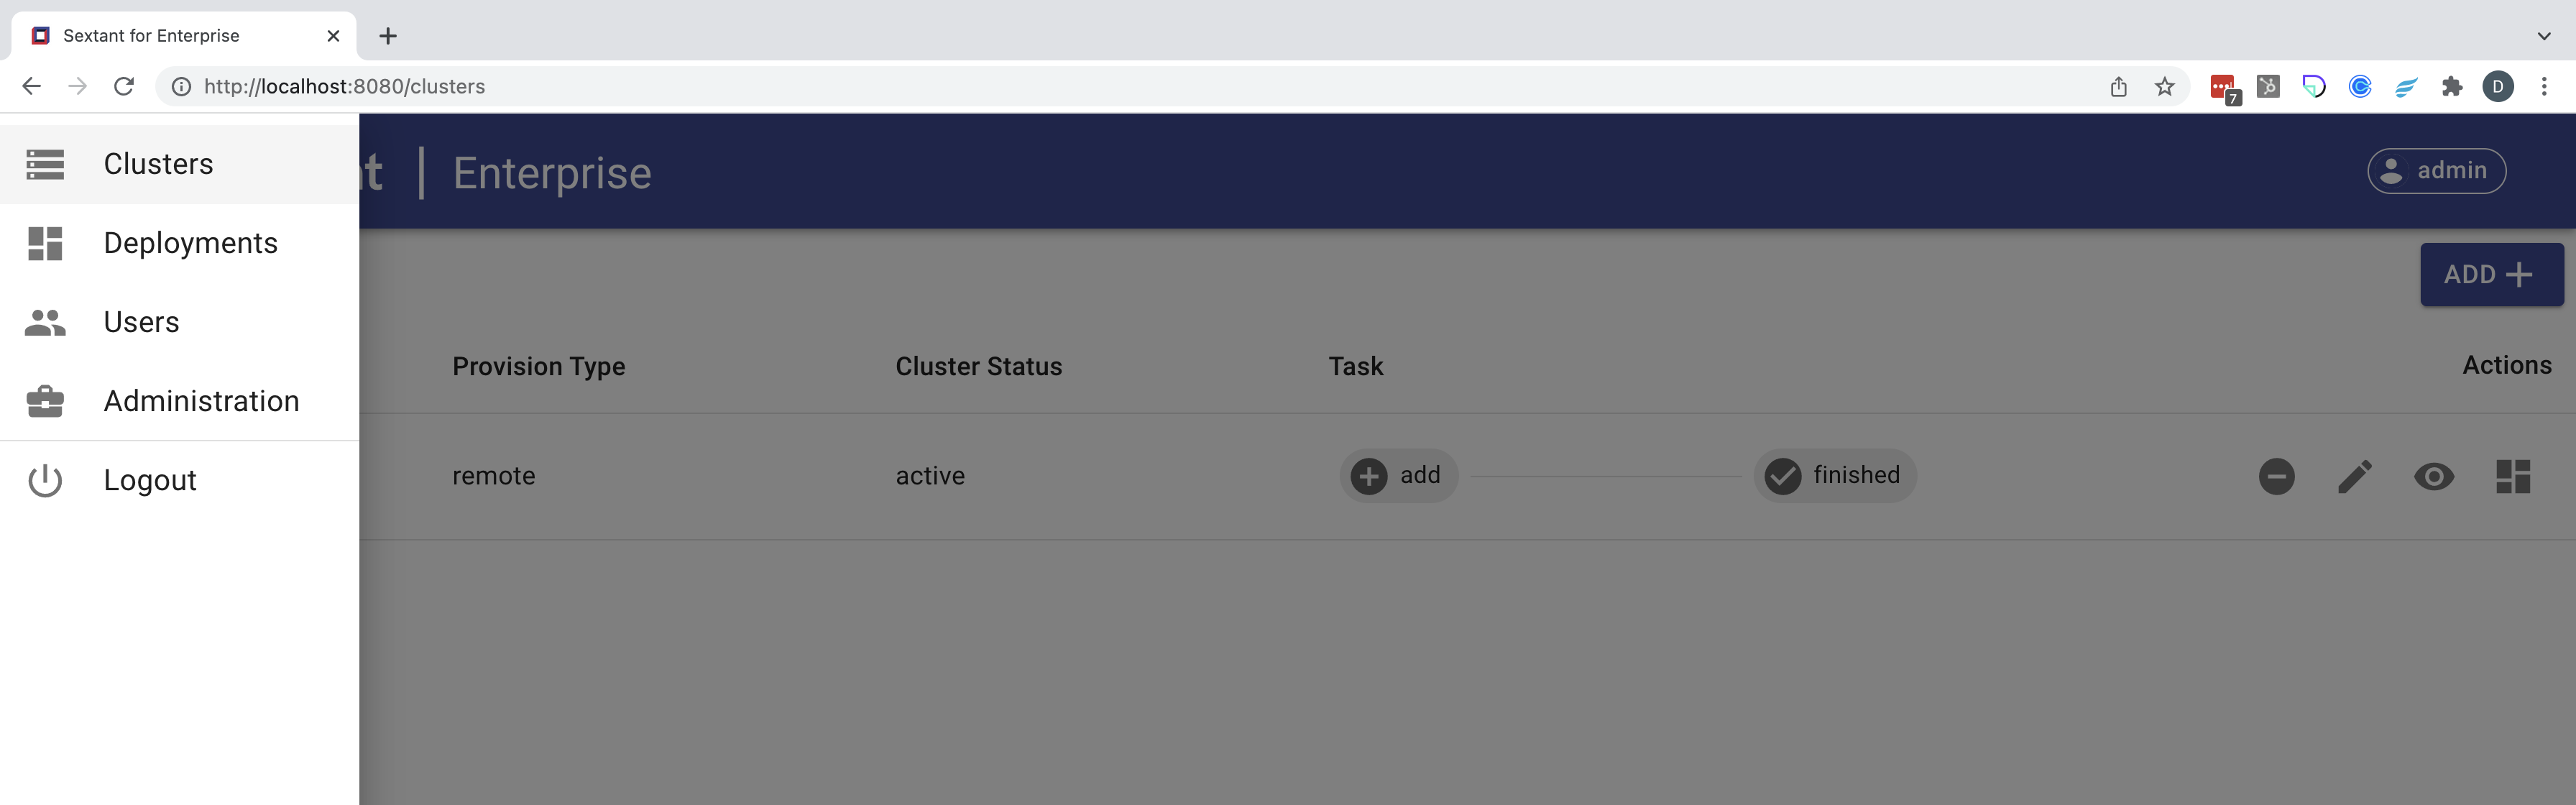 Sextant for Enterprise
http://localhost:8080/clusters
7
D
Clusters
Deployments
Users
Administration
Logout
t | Enterprise
admin
ADD
Provision Type Cluster Status Task Actions
remote active add finished